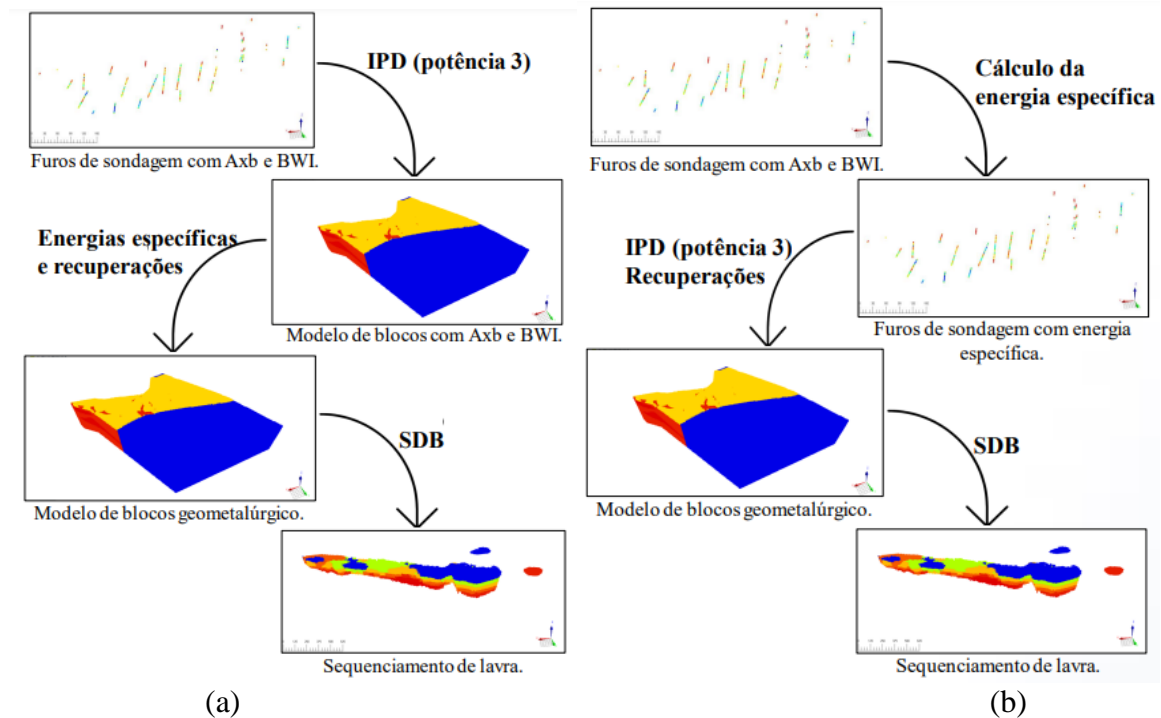 IPD (potência 3)
Furos de sondagem com Axb e BWI.
Energias específicas
e recuperações
Modelo de blocos com Axb e BWI.
SDB
Modelo de blocos geometalúrgico.
Sequenciamento de lavra.
(a)
Cálculo da
energia específica
Furos de sondagem com Axb e BWI.
IPD (potência 3)
Recuperações
Furos de sondagem com energia
específica.
SDB
Modelo de blocos geometalúrgico.
Sequenciamento de lavra.
(b)